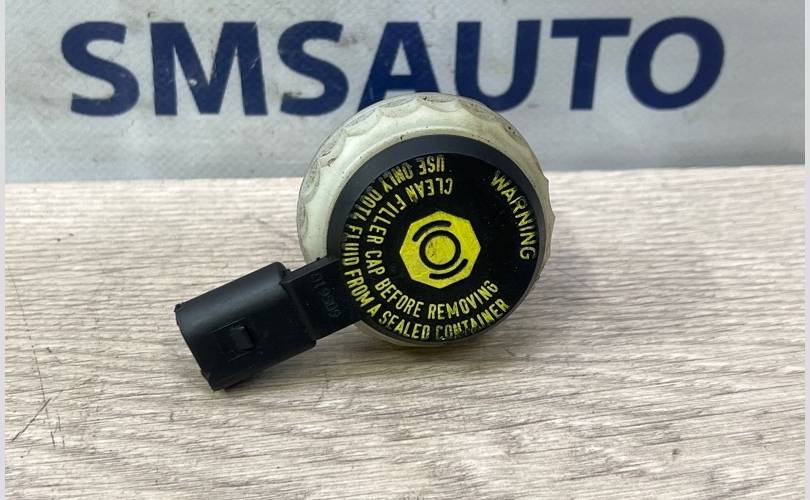 SMSAUTO
WARNING
CLEAN FILLER CAP BEFORE REMOVING
USE ONLY DOT4 FLUID FROM A SEALED CONTAINER